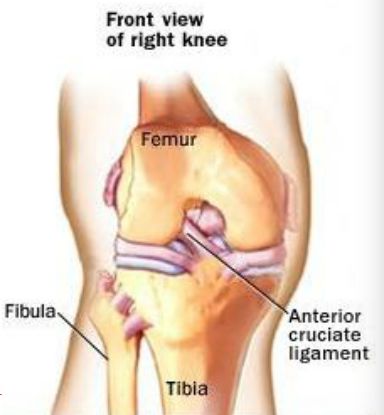 Front view
of right knee
Femur
Fibula
Anterior
cruciate
ligament
Tibia